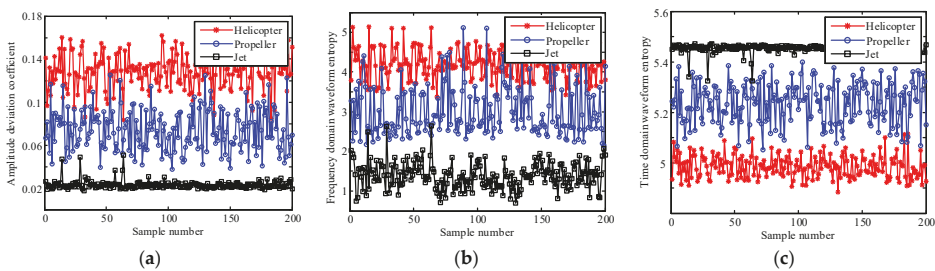 Amplitude deviation coefficient
0.18
0.14
0.1
0.06
0.02
0
50
100
150
200
Sample number
Helicopter
Propeller
Jet
(a)
Frequency domain waveform entropy
5
4
3
2
1
0
50
100
150
200
Sample number
Helicopter
Propeller
Jet
(b)
Time domain waveform entropy
5.6
5.4
5.2
5
0
50
100
150
200
Sample number
Helicopter
Propeller
Jet
(c)